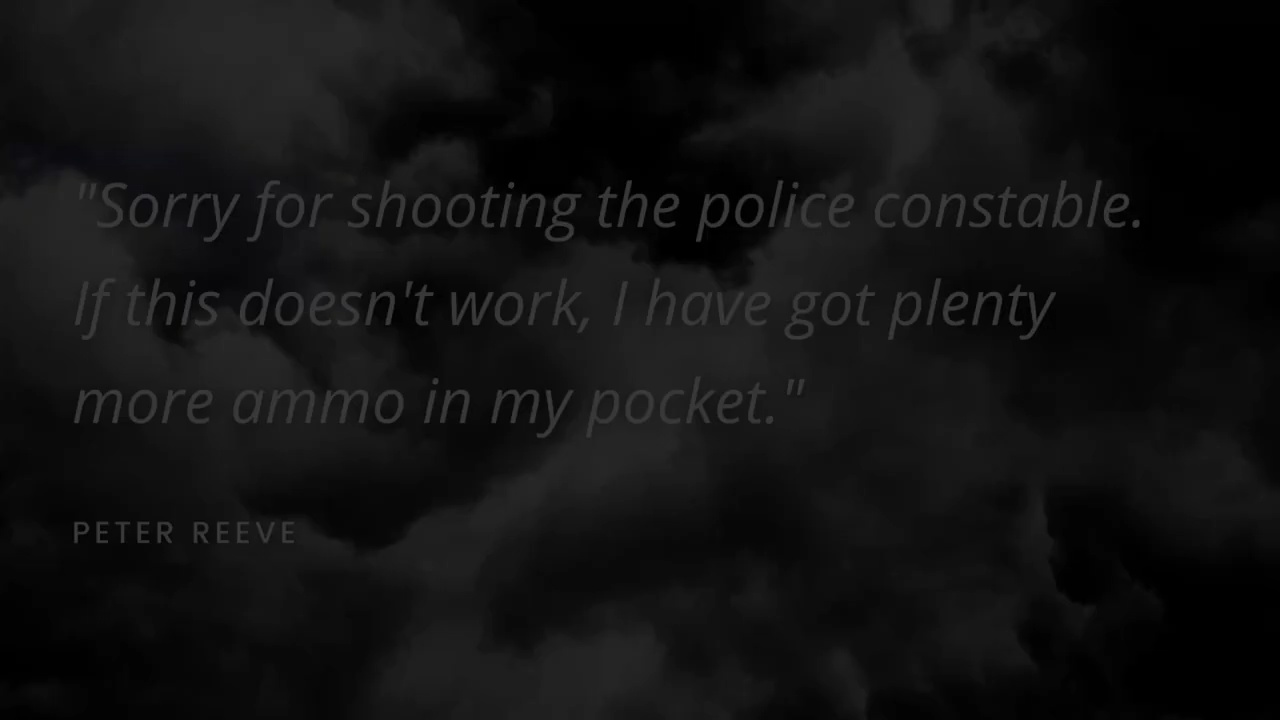 "Sorry for shooting the police constable.
If this doesn't work, I have got plenty
more ammo in my pocket."
PETER REEVE